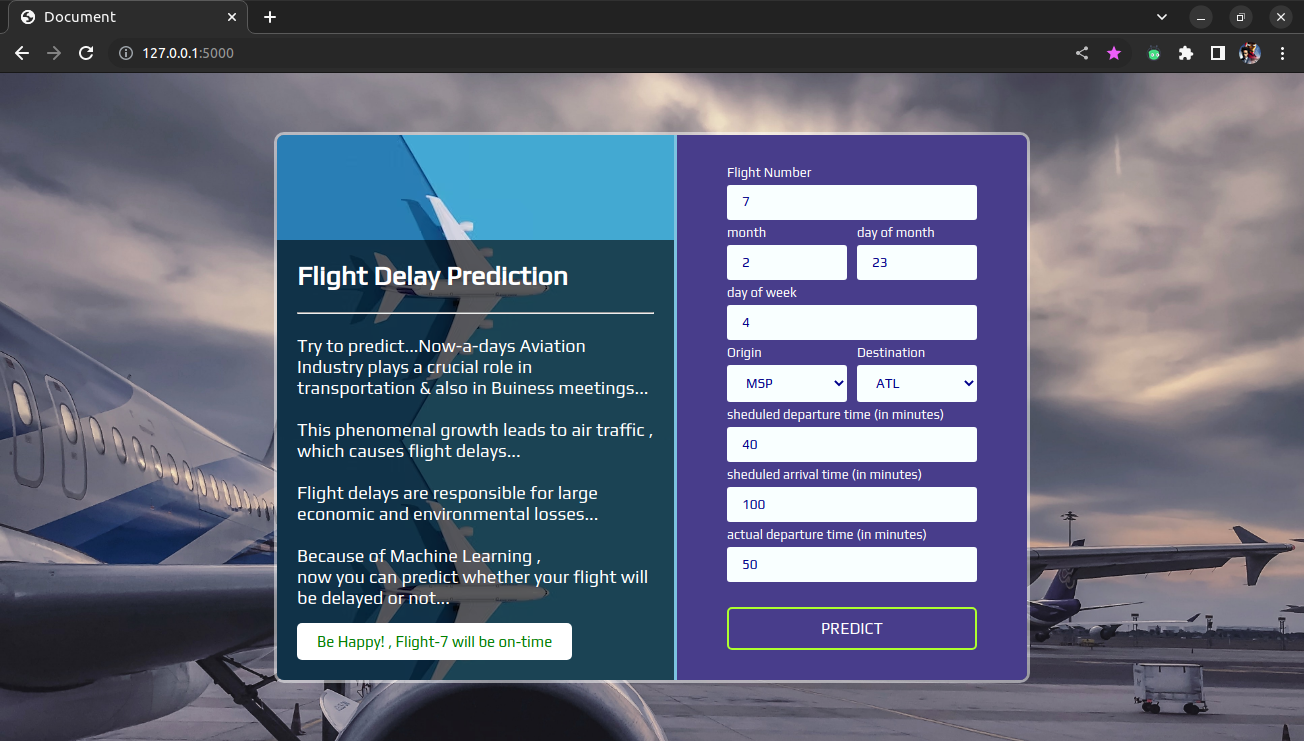 Document
127.0.0.1:5000
Flight Delay Prediction
Try to predict...Now-a-days Aviation
Industry plays a crucial role in
transportation & also in Buiness meetings...
This phenomenal growth leads to air traffic ,
which causes flight delays...
Flight delays are responsible for large
economic and environmental losses...
Because of Machine Learning ,
now you can predict whether your flight will
be delayed or not...
Be Happy! , Flight-7 will be on-time
Flight Number
7
month
day of month
2
23
day of week
4
Origin
Destination
MSP
ATL
sheduled departure time (in minutes)
40
sheduled arrival time (in minutes)
100
actual departure time (in minutes)
50
PREDICT